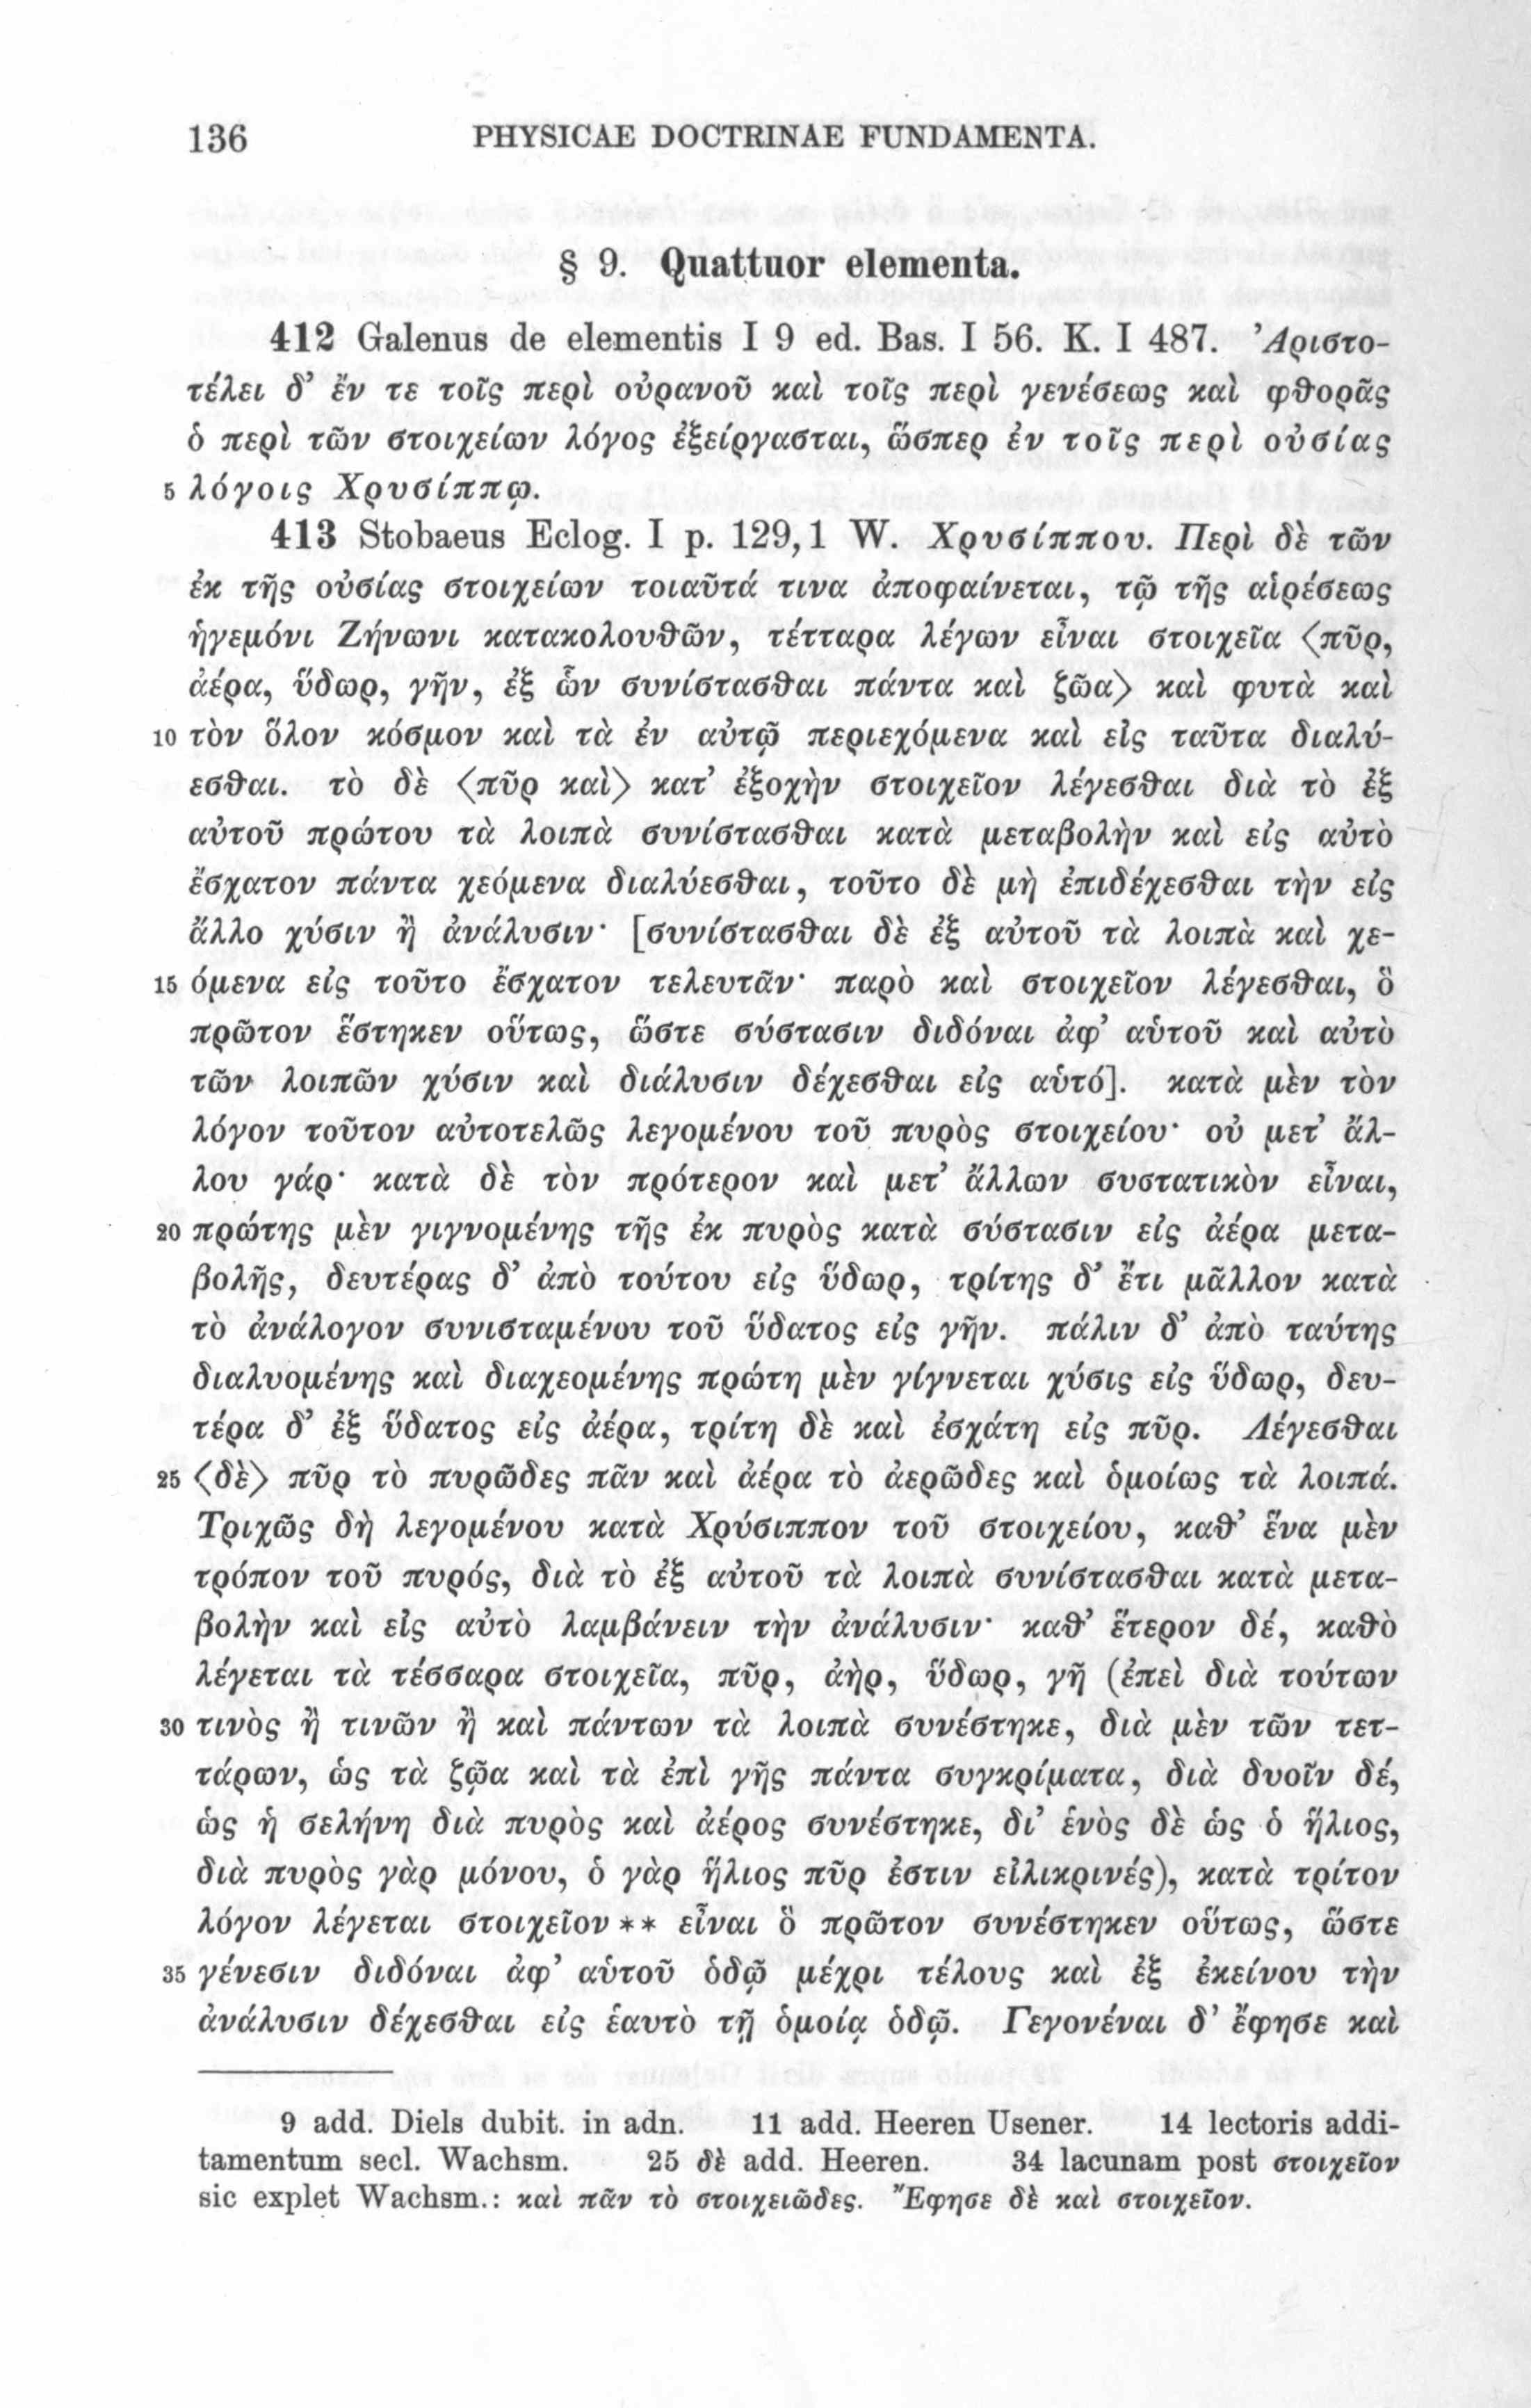 136 PHYSICAE DOCTRINAE FUNDAMENTA.
§ 9. Quattuor elementa.
412 Galenus de elementis I 9 ed. Bas. I 56. K. I 487. Ἀριστο-
τέλει δ’ ἔν τε τοῖς περὶ οὐρανοῦ καὶ τοῖς περὶ γενέσεως καὶ φθορᾶς
ὁ περὶ τῶν στοιχείων λόγος ἐξείργασται, ὥσπερ ἐν τοῖς περὶ οὐσίας
5 λόγοις Χρυσίππῳ.
413 Stobaeus Eclog. I p. 129,1 W. Χρυσίππου. Περὶ δὲ τῶν
ἐκ τῆς οὐσίας στοιχείων τοιαῦτά τινα ἀποφαίνεται, τῷ τῆς αἱρέσεως
ἡγεμόνι Ζήνωνι κατακολουθῶν, τέτταρα λέγων εἶναι στοιχεῖα ⟨πῦρ,
ἀέρα, ὕδωρ, γῆν, ἐξ ὧν συνίστασθαι πάντα καὶ ζῶα⟩ καὶ φυτὰ καὶ
10 τὸν ὅλον κόσμον καὶ τὰ ἐν αὐτῷ περιεχόμενα καὶ εἰς ταῦτα διαλύ-
εσθαι. τὸ δὲ ⟨πῦρ καὶ⟩ κατ’ ἐξοχὴν στοιχεῖον λέγεσθαι διὰ τὸ ἐξ
αὐτοῦ πρώτου τὰ λοιπὰ συνίστασθαι κατὰ μεταβολὴν καὶ εἰς αὐτὸ
ἔσχατον πάντα χεόμενα διαλύεσθαι, τοῦτο δὲ μὴ ἐπιδέχεσθαι τὴν εἰς
ἄλλο χύσιν ἢ ἀνάλυσιν· [συνίστασθαι δὲ ἐξ αὐτοῦ τὰ λοιπὰ καὶ χε-
15 όμενα εἰς τοῦτο ἔσχατον τελευτᾶν· παρὸ καὶ στοιχεῖον λέγεσθαι, ὃ
πρῶτον ἕστηκεν οὕτως, ὥστε σύστασιν διδόναι ἀφ’ αὑτοῦ καὶ αὐτὸ
τῶν λοιπῶν χύσιν καὶ διάλυσιν δέχεσθαι εἰς αὑτό]. κατὰ μὲν τὸν
λόγον τοῦτον αὐτοτελῶς λεγομένου τοῦ πυρὸς στοιχείου· οὐ μετ’ ἄλ-
λου γάρ· κατὰ δὲ τὸν πρότερον καὶ μετ’ ἄλλων συστατικὸν εἶναι,
20 πρώτης μὲν γιγνομένης τῆς ἐκ πυρὸς κατὰ σύστασιν εἰς ἀέρα μετα-
βολῆς, δευτέρας δ’ ἀπὸ τούτου εἰς ὕδωρ, τρίτης δ’ ἔτι μᾶλλον κατὰ
τὸ ἀνάλογον συνισταμένου τοῦ ὕδατος εἰς γῆν. πάλιν δ’ ἀπὸ ταύτης
διαλυομένης καὶ διαχεομένης πρώτη μὲν γίγνεται χύσις εἰς ὕδωρ, δευ-
τέρα δ’ ἐξ ὕδατος εἰς ἀέρα, τρίτη δὲ καὶ ἐσχάτη εἰς πῦρ. Λέγεσθαι
25 ⟨δὲ⟩ πῦρ τὸ πυρῶδες πᾶν καὶ ἀέρα τὸ ἀερῶδες καὶ ὁμοίως τὰ λοιπά.
Τριχῶς δὴ λεγομένου κατὰ Χρύσιππον τοῦ στοιχείου, καθ’ ἕνα μὲν
τρόπον τοῦ πυρός, διὰ τὸ ἐξ αὐτοῦ τὰ λοιπὰ συνίστασθαι κατὰ μετα-
βολὴν καὶ εἰς αὐτὸ λαμβάνειν τὴν ἀνάλυσιν· καθ’ ἕτερον δέ, καθὸ
λέγεται τὰ τέσσαρα στοιχεῖα, πῦρ, ἀὴρ, ὕδωρ, γῆ (ἐπεὶ διὰ τούτων
30 τινὸς ἢ τινῶν ἢ καὶ πάντων τὰ λοιπὰ συνέστηκε, διὰ μὲν τῶν τετ-
τάρων, ὡς τὰ ζῷα καὶ τὰ ἐπὶ γῆς πάντα συγκρίματα, διὰ δυοῖν δέ,
ὡς ἡ σελήνη διὰ πυρὸς καὶ ἀέρος συνέστηκε, δι’ ἑνὸς δὲ ὡς ὁ ἥλιος,
διὰ πυρὸς γὰρ μόνου, ὁ γὰρ ἥλιος πῦρ ἐστιν εἰλικρινές), κατὰ τρίτον
λόγον λέγεται στοιχεῖον ** εἶναι ὃ πρῶτον συνέστηκεν οὕτως, ὥστε
35 γένεσιν διδόναι ἀφ’ αὑτοῦ ὁδῷ μέχρι τέλους καὶ ἐξ ἐκείνου τὴν
ἀνάλυσιν δέχεσθαι εἰς ἑαυτὸ τῇ ὁμοίᾳ ὁδῷ. Γεγονέναι δ’ ἔφησε καὶ
9 add. Diels dubit. in adn. 11 add. Heeren Usener. 14 lectoris addi-
tamentum secl. Wachsm. 25 δὲ add. Heeren. 34 lacunam post στοιχεῖον
sic explet Wachsm.: καὶ πᾶν τὸ στοιχειῶδες. Ἔφησε δὲ καὶ στοιχεῖον.